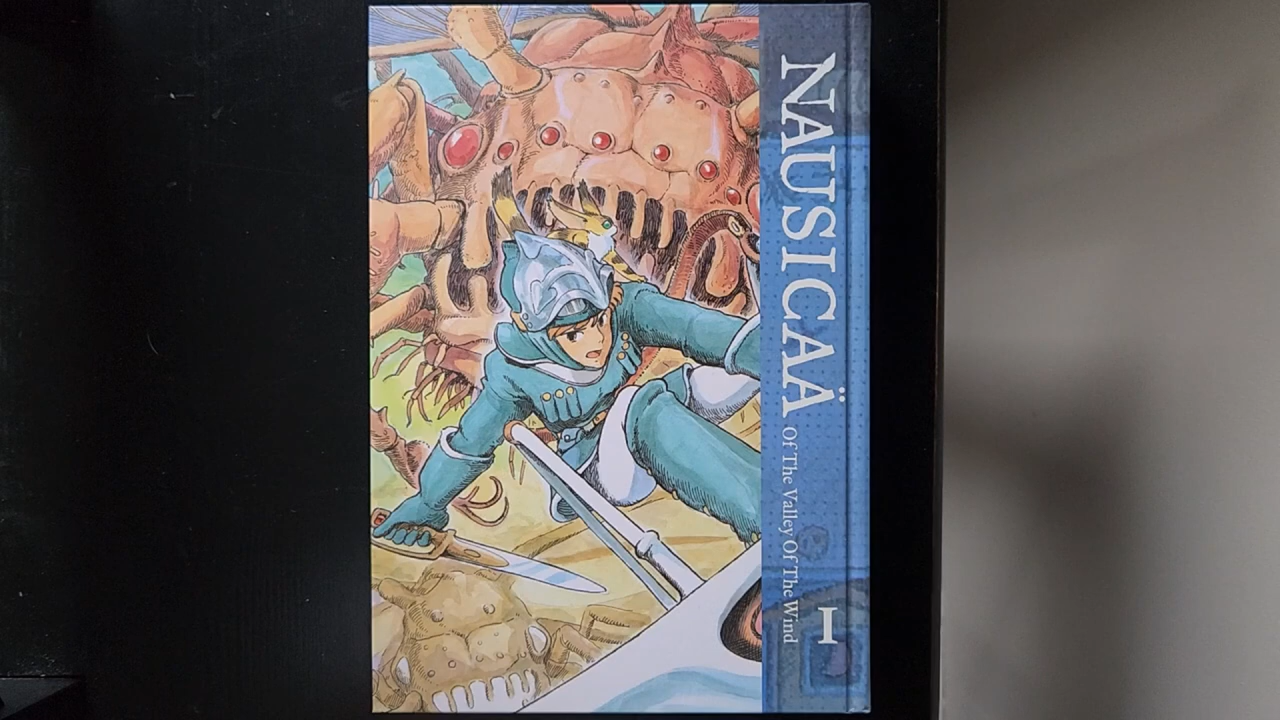 NAUSICAÄ
Of The Valley Of The Wind
I